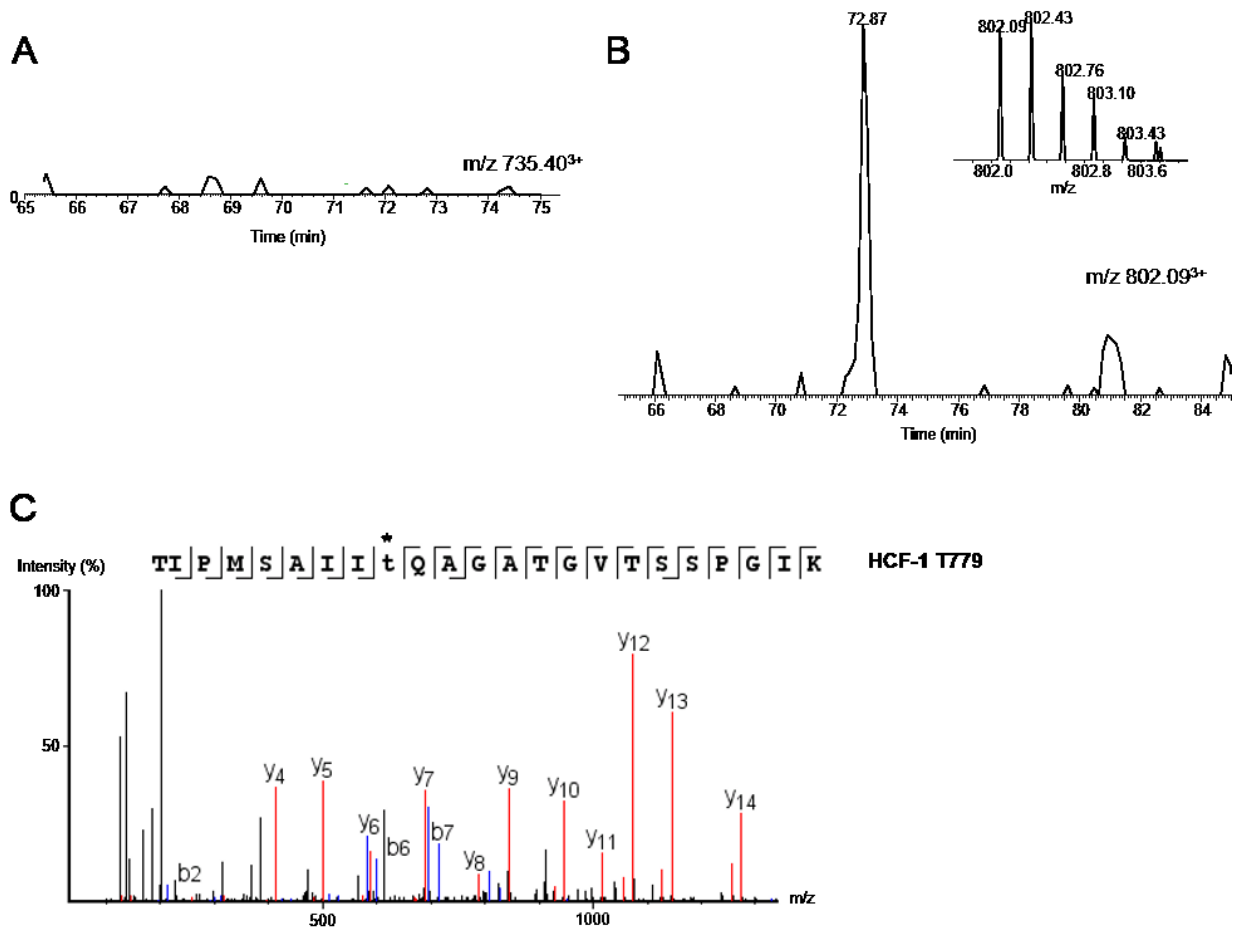 A
m/z 735.40³⁺
0
65 66 67 68 69 70 71 72 73 74 75
Time (min)
B
72.87
802.09 802.43
802.76
803.10
803.43
802.0 802.8 803.6
m/z
m/z 802.09³⁺
66 68 70 72 74 76 78 80 82 84
Time (min)
C
*
TIPMSAIItQAGATGVTSSPGIK
HCF-1 T779
Intensity (%)
100
50
y12
y13
y4
y5
y7
y9
y10
y14
y6
b6
b7
y11
y8
b2
500
1000
m/z